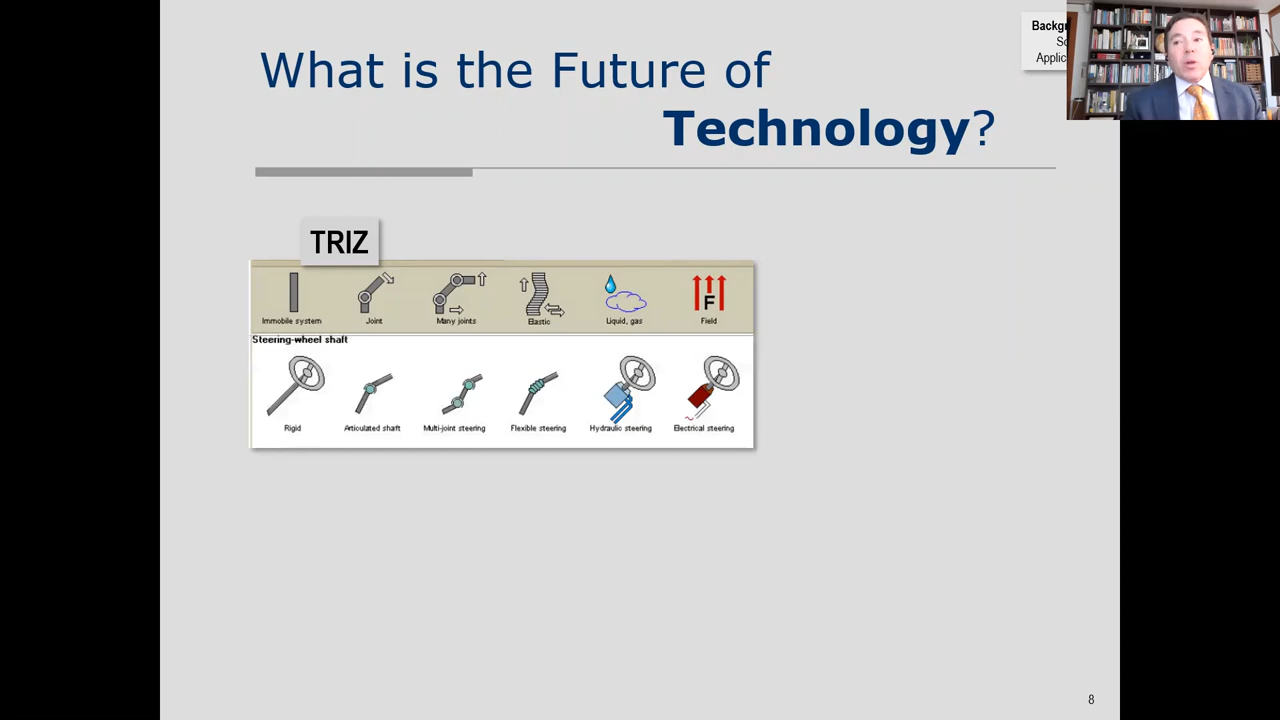 What is the Future of
Technology?
Applic
TRIZ
Immobile system
Joint
Many joints
Elastic
Liquid, gas
F
Field
Steering-wheel shaft
Rigid
Articulated shaft
Multi-joint steering
Flexible steering
Hydraulic steering
Electrical steering
8